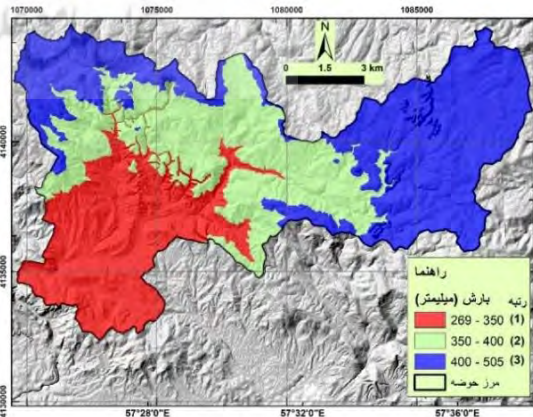 1070000 1075000 1080000 1085000
N
0 1.5 3 km
4140000
4135000
4130000
راهنما
رتبه بارش (میلیمتر)
(1) 269 - 350
(2) 350 - 400
(3) 400 - 505
مرز حوضه
57°28'0"E 57°32'0"E 57°36'0"E